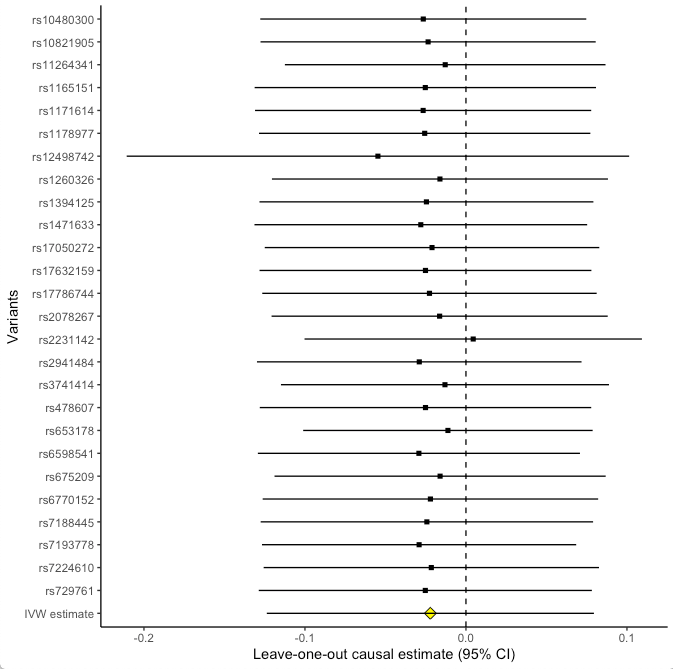 rs10480300
rs10821905
rs11264341
rs1165151
rs1171614
rs1178977
rs12498742
rs1260326
rs1394125
rs1471633
rs17050272
rs17632159
rs17786744
rs2078267
rs2231142
rs2941484
rs3741414
rs478607
rs653178
rs6598541
rs675209
rs6770152
rs7188445
rs7193778
rs7224610
rs729761
IVW estimate
Variants
-0.2 -0.1 0.0 0.1
Leave-one-out causal estimate (95% CI)